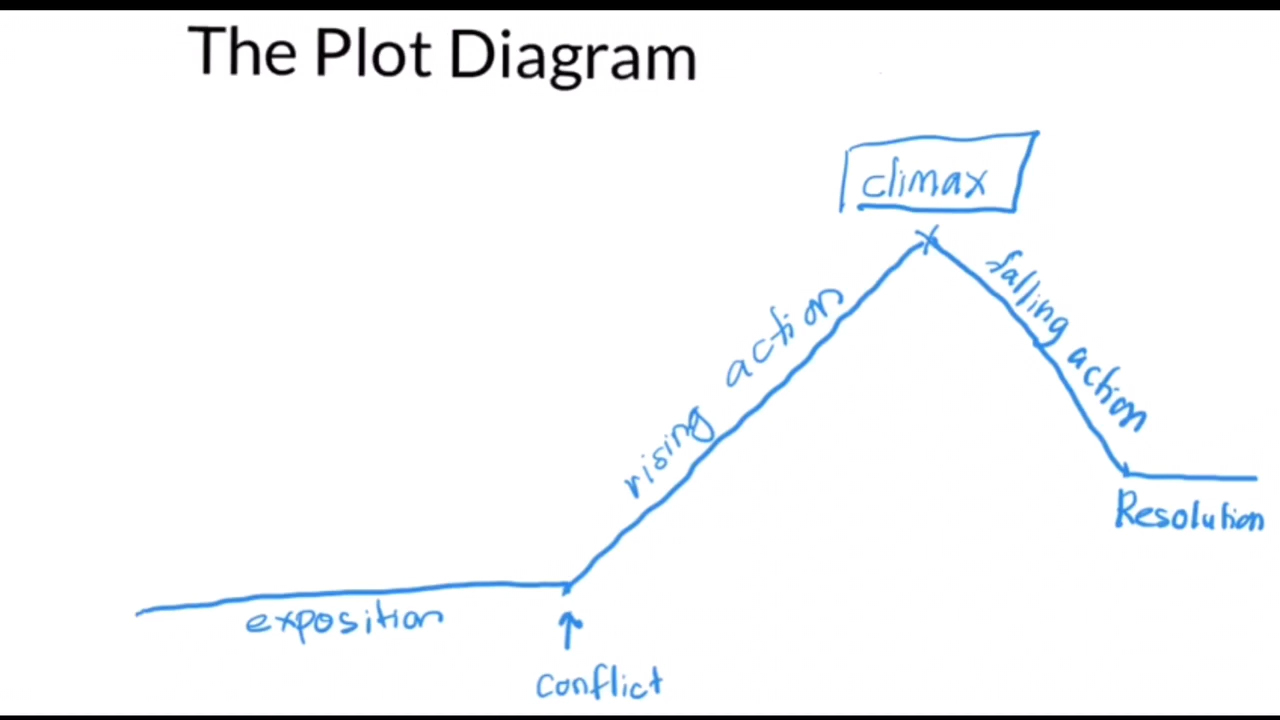 The Plot Diagram
climax
falling action
rising action
Resolution
exposition
conflict